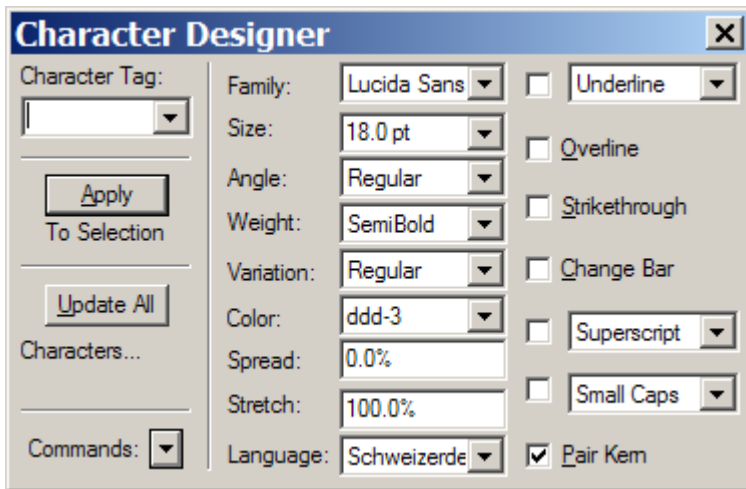 Character Designer
Character Tag:
Apply
To Selection
Update All
Characters...
Commands:
Family: Lucida Sans
Size: 18.0 pt
Angle: Regular
Weight: SemiBold
Variation: Regular
Color: ddd-3
Spread: 0.0%
Stretch: 100.0%
Language: Schweizerde
Underline
Overline
Strikethrough
Change Bar
Superscript
Small Caps
Pair Kern